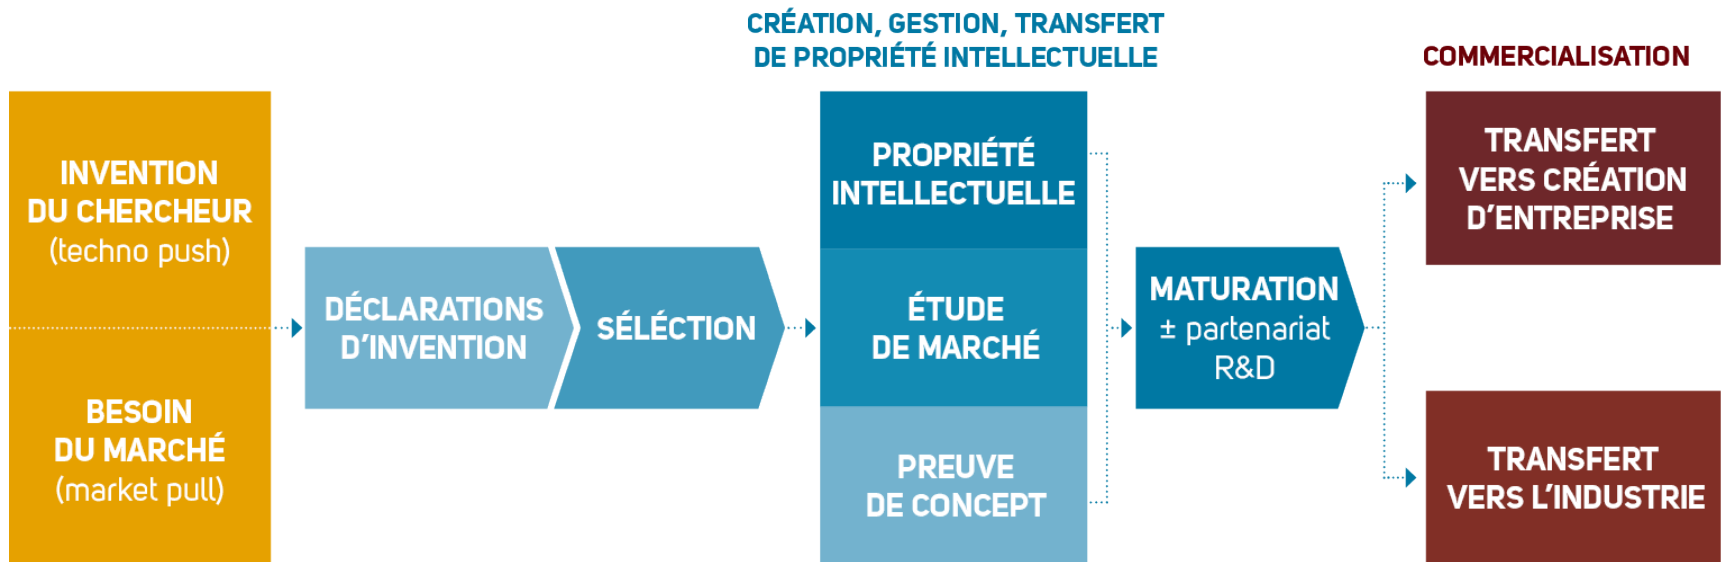 CRÉATION, GESTION, TRANSFERT
DE PROPRIÉTÉ INTELLECTUELLE
COMMERCIALISATION
INVENTION
DU CHERCHEUR
(techno push)
BESOIN
DU MARCHÉ
(market pull)
DÉCLARATIONS
D'INVENTION
SÉLÉCTION
PROPRIÉTÉ
INTELLECTUELLE
ÉTUDE
DE MARCHÉ
PREUVE
DE CONCEPT
MATURATION
± partenariat
R&D
TRANSFERT
VERS CRÉATION
D'ENTREPRISE
TRANSFERT
VERS L'INDUSTRIE